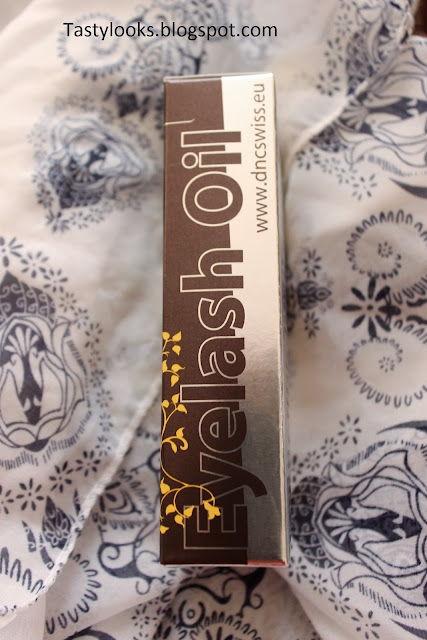 Tastylooks.blogspot.com
Eyelash Oil
www.dncswiss.eu